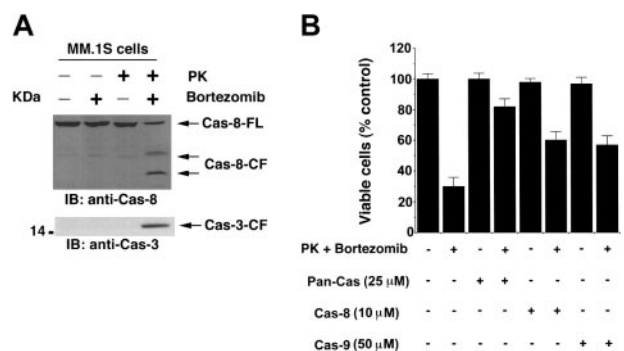 A
MM.1S cells
– – + + PK
KDa – + – + Bortezomib
Cas-8-FL
Cas-8-CF
IB: anti-Cas-8
Cas-3-CF
14
IB: anti-Cas-3
B
Viable cells (% control)
120
100
80
60
40
20
0
PK + Bortezomib - + - + - + - +
Pan-Cas (25 µM) - - + + - - - -
Cas-8 (10 µM) - - - - + + - -
Cas-9 (50 µM) - - - - - - + +